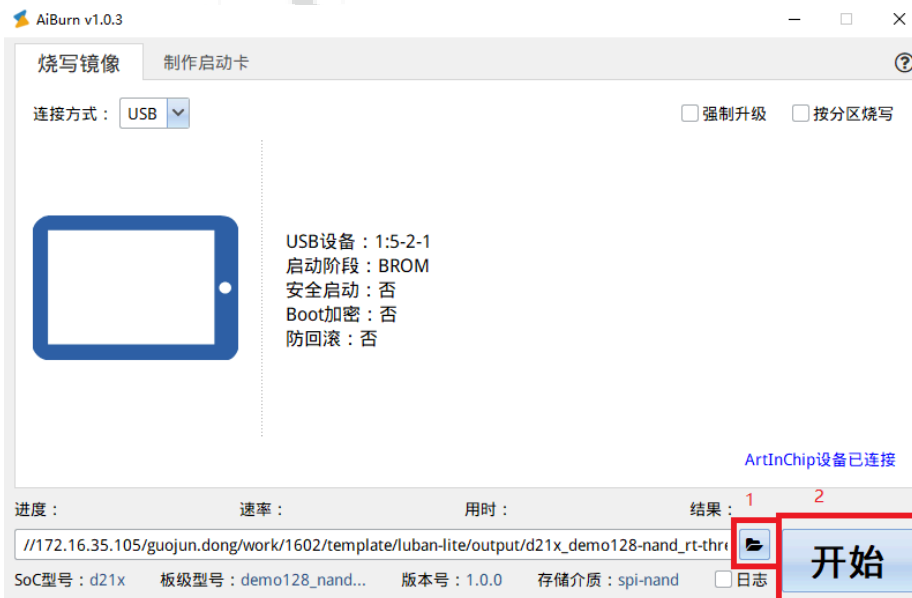 AiBurn v1.0.3
烧写镜像 制作启动卡
连接方式： USB 强制升级 按分区烧写
USB设备：1:5-2-1
启动阶段：BROM
安全启动：否
Boot加密：否
防回滚：否
ArtInChip设备已连接
进度： 速率： 用时： 结果： 1 2
//172.16.35.105/guojun.dong/work/1602/template/luban-lite/output/d21x_demo128-nand_rt-thre 开始
SoC型号：d21x 板级型号：demo128_nand... 版本号：1.0.0 存储介质：spi-nand 日志